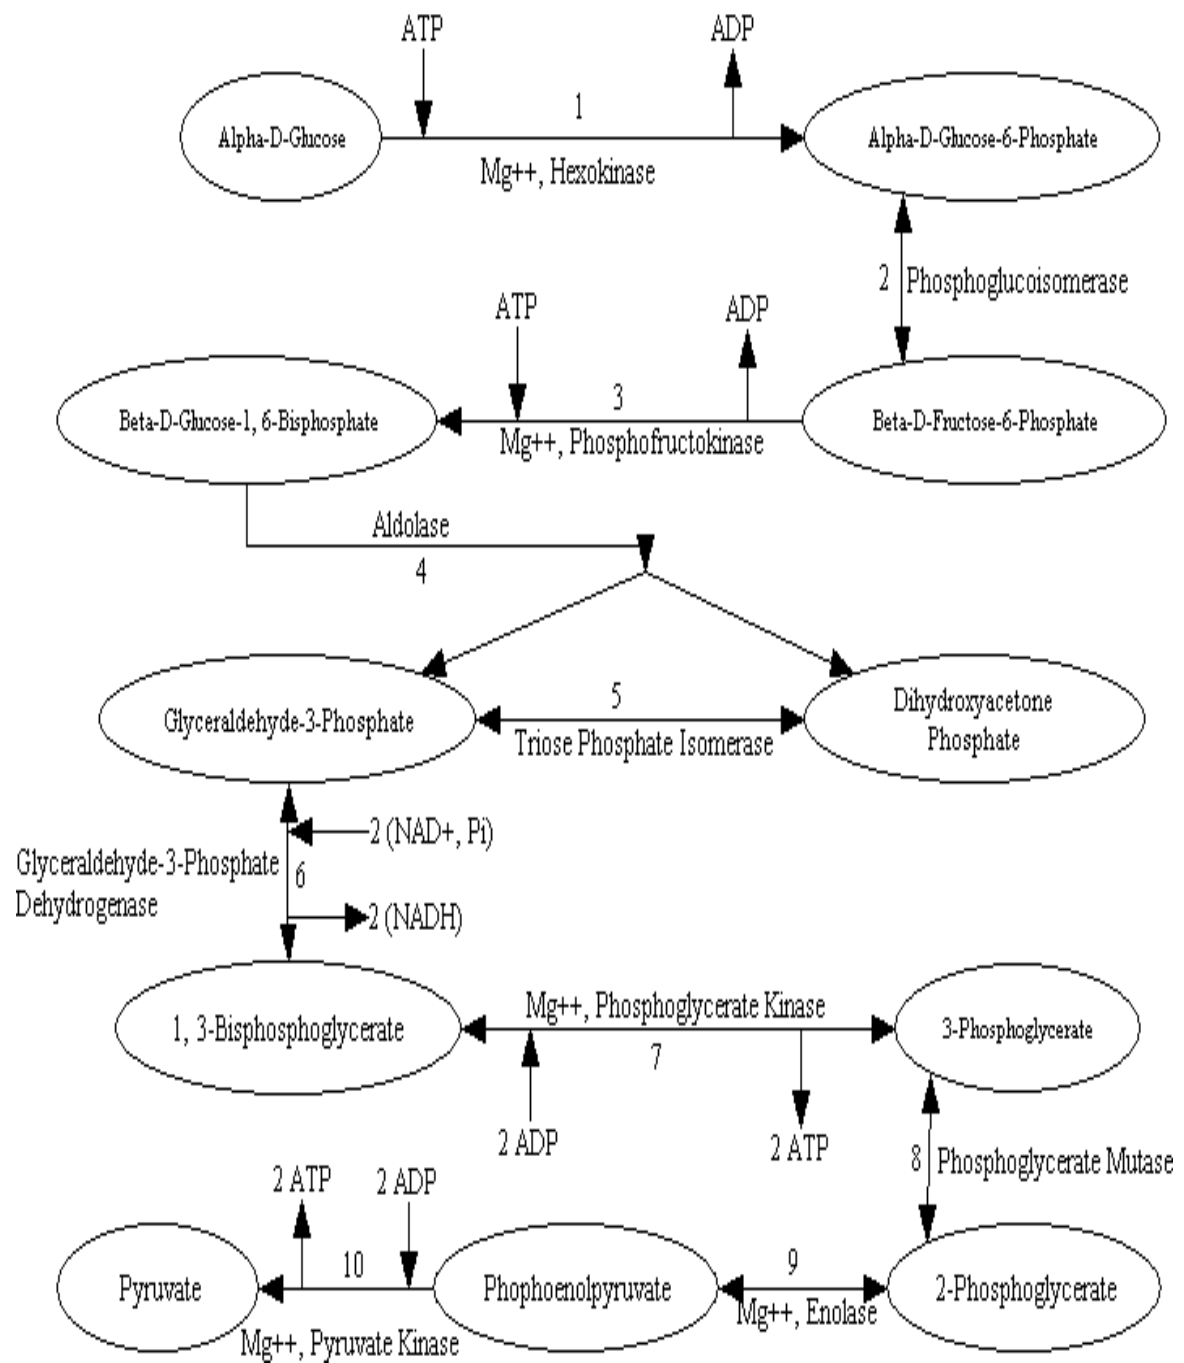 ATP
ADP
1
Alpha-D-Glucose
Alpha-D-Glucose-6-Phosphate
Mg++, Hexokinase
2
Phosphoglucoisomerase
ATP
ADP
3
Beta-D-Glucose-1, 6-Bisphosphate
Beta-D-Fructose-6-Phosphate
Mg++, Phosphofructokinase
Aldolase
4
5
Glyceraldehyde-3-Phosphate
Dihydroxyacetone
Phosphate
Triose Phosphate Isomerase
2 (NAD+, Pi)
Glyceraldehyde-3-Phosphate
Dehydrogenase
6
2 (NADH)
Mg++, Phosphoglycerate Kinase
1, 3-Bisphosphoglycerate
3-Phosphoglycerate
7
2 ADP
2 ATP
8
Phosphoglycerate Mutase
2 ATP
2 ADP
10
9
Pyruvate
Phophoenolpyruvate
2-Phosphoglycerate
Mg++, Enolase
Mg++, Pyruvate Kinase